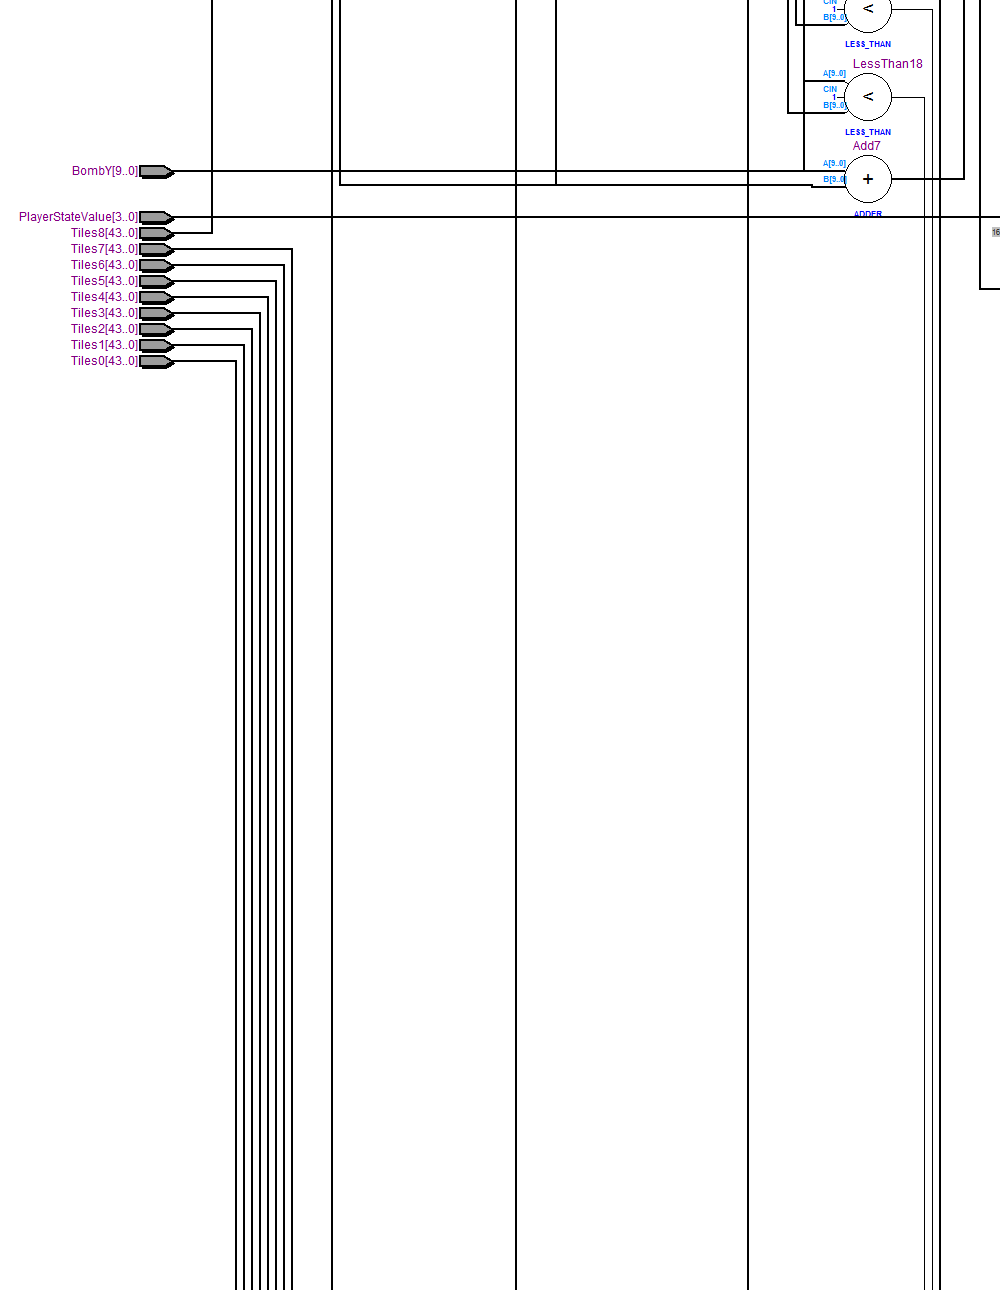 CIN
1
B[9..0]
<
LESS_THAN
LessThan18
A[9..0]
CIN
1
B[9..0]
<
LESS_THAN
Add7
A[9..0]
B[9..0]
+
ADDER
BombY[9..0]
PlayerStateValue[3..0]
Tiles8[43..0]
16
Tiles7[43..0]
Tiles6[43..0]
Tiles5[43..0]
Tiles4[43..0]
Tiles3[43..0]
Tiles2[43..0]
Tiles1[43..0]
Tiles0[43..0]